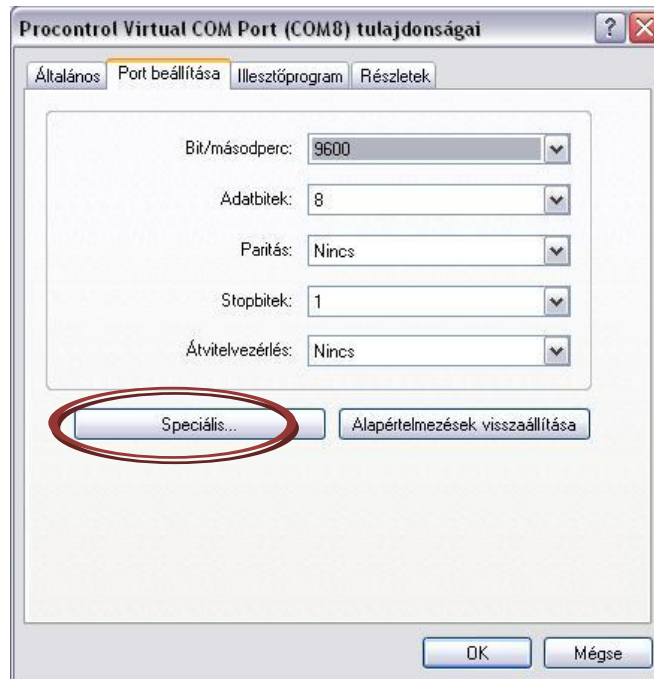 Procontrol Virtual COM Port (COM8) tulajdonságai
Általános Port beállítása Illesztőprogram Részletek
Bit/másodperc: 9600
Adatbitek: 8
Paritás: Nincs
Stopbitek: 1
Átvitelvezérlés: Nincs
Speciális... Alapértelmezések visszaállítása
OK Mégse